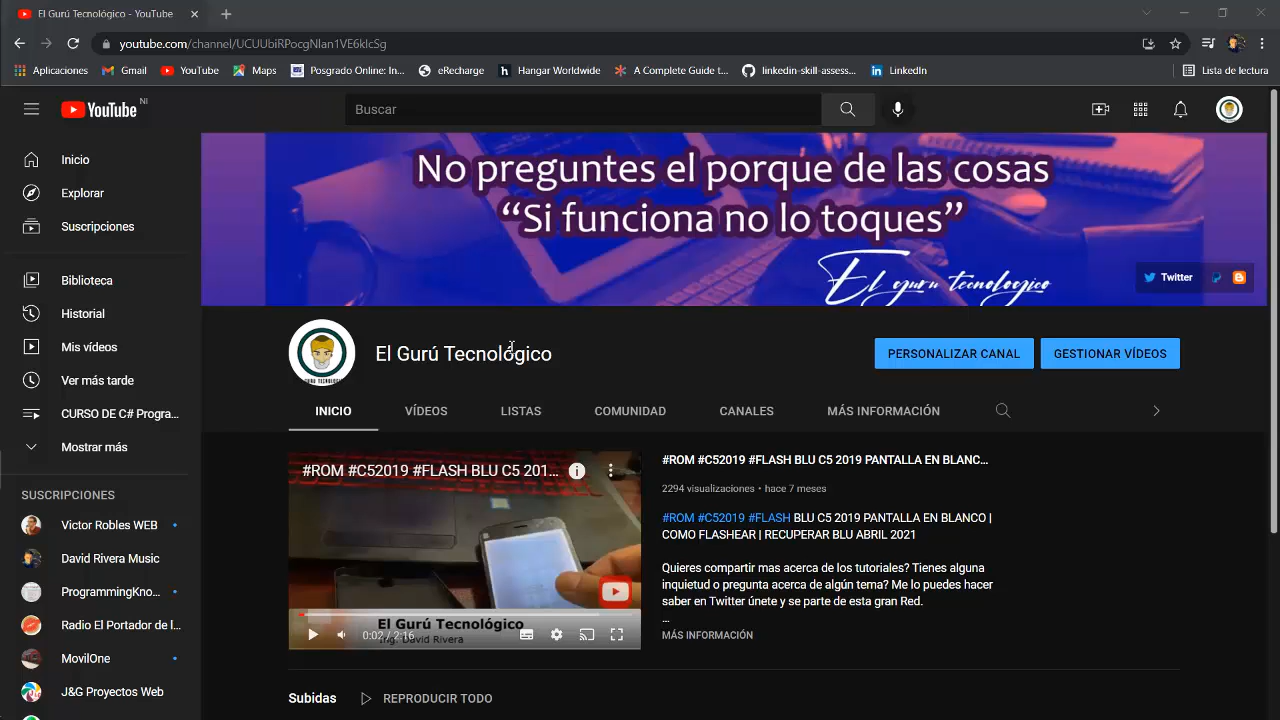 El Gurú Tecnológico - YouTube
youtube.com/channel/UCUUbiRPocgNlan1VE6kIcSg
Aplicaciones
Gmail
YouTube
Maps
Posgrado Online: In...
eRecharge
Hangar Worldwide
A Complete Guide t...
linkedin-skill-assess...
LinkedIn
Lista de lectura
YouTube NI
Buscar
Inicio
Explorar
Suscripciones
Biblioteca
Historial
Mis vídeos
Ver más tarde
CURSO DE C# Progra...
Mostrar más
SUSCRIPCIONES
Victor Robles WEB
David Rivera Music
ProgrammingKno...
Radio El Portador de l...
MovilOne
J&G Proyectos Web
No preguntes el porque de las cosas
“Si funciona no lo toques”
El guru tecnologico
Twitter
El Gurú Tecnológico
PERSONALIZAR CANAL
GESTIONAR VÍDEOS
INICIO
VÍDEOS
LISTAS
COMUNIDAD
CANALES
MÁS INFORMACIÓN
#ROM #C52019 #FLASH BLU C5 201...
El Gurú Tecnológico
Ing. David Rivera
0:02 / 2:16
#ROM #C52019 #FLASH BLU C5 2019 PANTALLA EN BLANC...
2294 visualizaciones • hace 7 meses
#ROM #C52019 #FLASH BLU C5 2019 PANTALLA EN BLANCO |
COMO FLASHEAR | RECUPERAR BLU ABRIL 2021
Quieres compartir mas acerca de los tutoriales? Tienes alguna
inquietud o pregunta acerca de algún tema? Me lo puedes hacer
saber en Twitter únete y se parte de esta gran Red.
...
MÁS INFORMACIÓN
Subidas
REPRODUCIR TODO